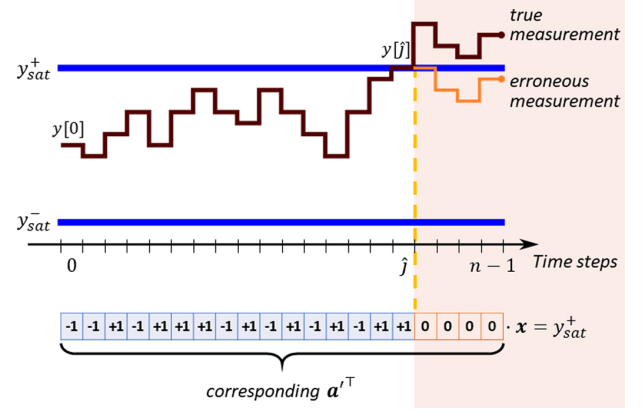 true
measurement
y[ĵ]
y⁺ₛₐₜ
erroneous
measurement
y[0]
y⁻ₛₐₜ
0 ĵ n − 1 Time steps
-1 -1 +1 -1 +1 +1 -1 -1 +1 -1 -1 -1 +1 +1 +1 +1 0 0 0 0 · x = y⁺ₛₐₜ
corresponding a′ᵀ